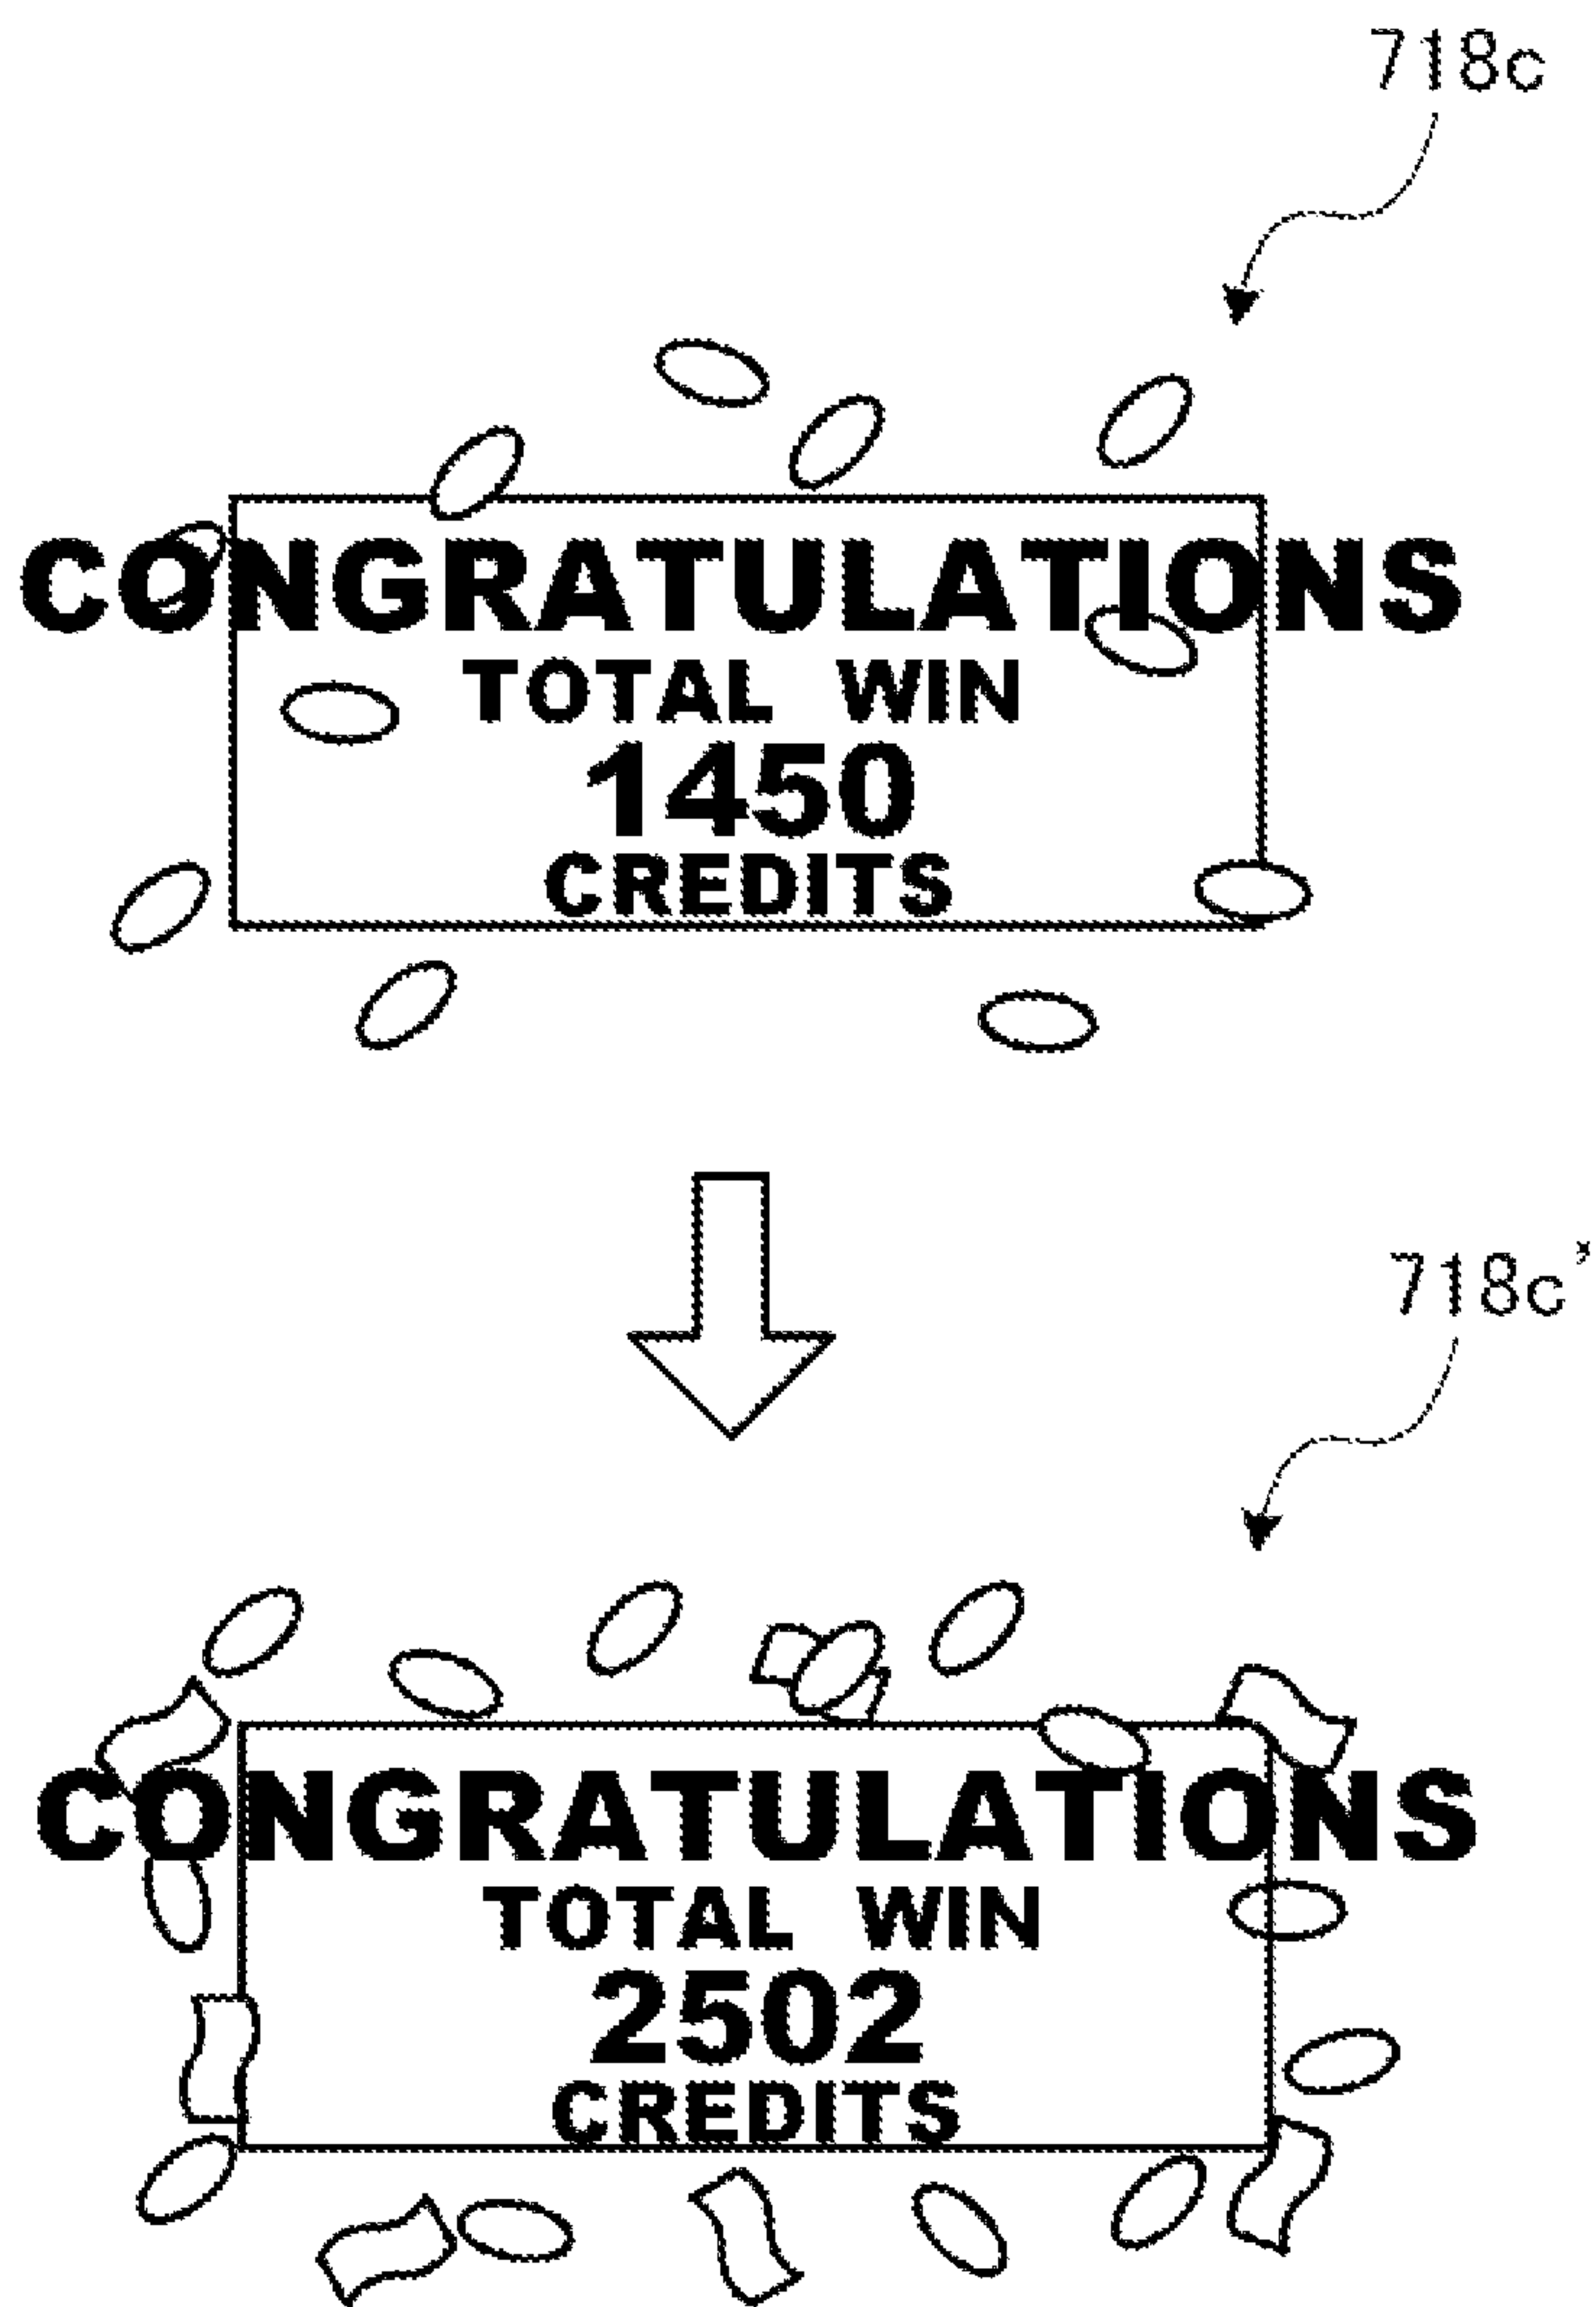 718c
CONGRATULATIONS
TOTAL WIN
1450
CREDITS
718c'
CONGRATULATIONS
TOTAL WIN
2502
CREDITS